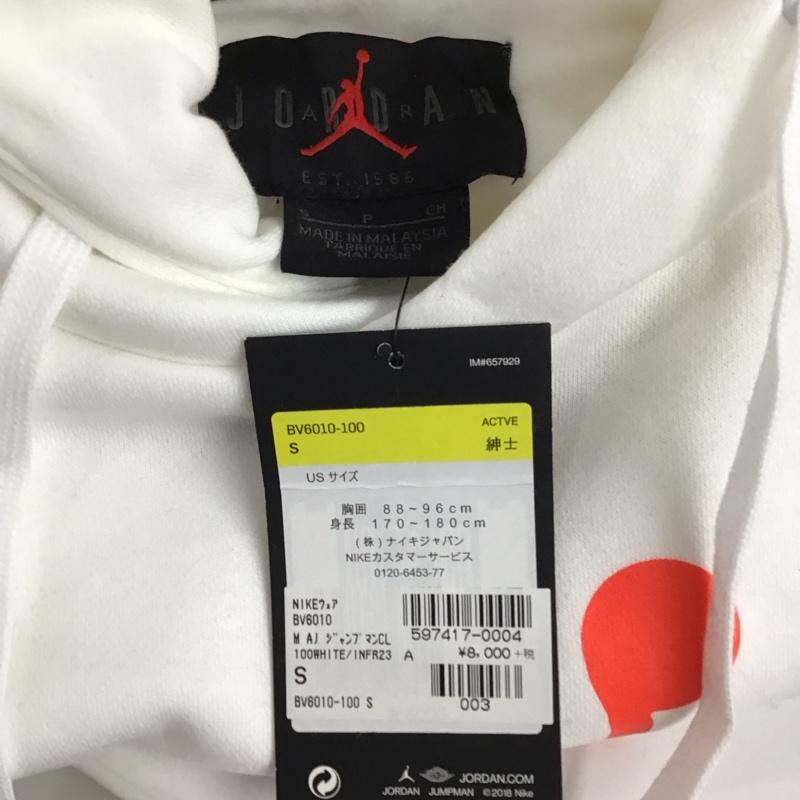 JORDAN
AIR
EST. 1985
S P CH
MADE IN MALAYSIA
FABRIQUÉ EN
MALAISIE
IM#657929
BV6010-100 ACTVE
S 紳士
US サイズ
胸囲 88~96cm
身長 170~180cm
(株)ナイキジャパン
NIKEカスタマーサービス
0120-6453-77
NIKEウェア
BV6010
M AJ ジャンプマンCL 597417-0004
100WHITE/INFR23 A ¥8,000+税
S
BV6010-100 S 003
JORDAN.COM
JORDAN JUMPMAN ©2018 Nike